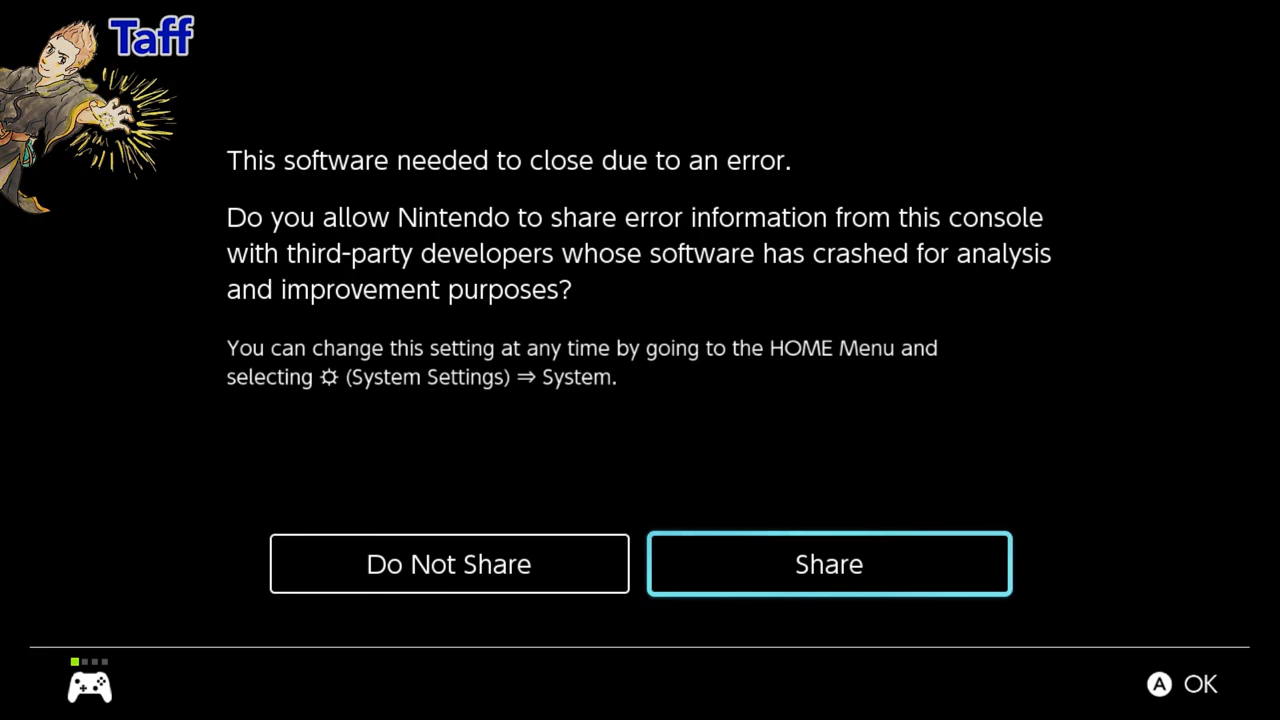 Taff
This software needed to close due to an error.
Do you allow Nintendo to share error information from this console
with third-party developers whose software has crashed for analysis
and improvement purposes?
You can change this setting at any time by going to the HOME Menu and
selecting (System Settings) ⇒ System.
Do Not Share
Share
A OK